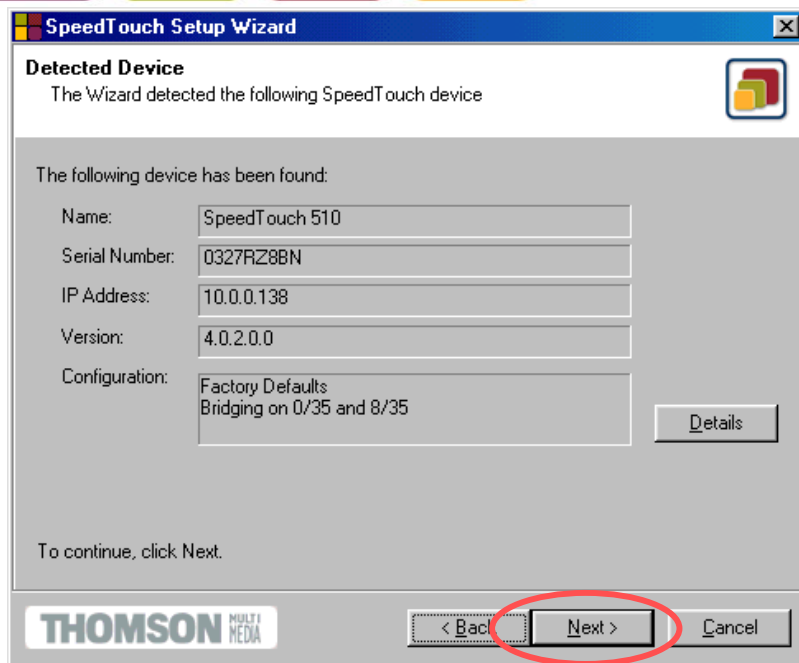 SpeedTouch Setup Wizard
Detected Device
The Wizard detected the following SpeedTouch device
The following device has been found:
Name: SpeedTouch 510
Serial Number: 0327RZ8BN
IP Address: 10.0.0.138
Version: 4.0.2.0.0
Configuration: Factory Defaults
Bridging on 0/35 and 8/35
Details
To continue, click Next.
THOMSON MULTI MEDIA
< Back Next > Cancel